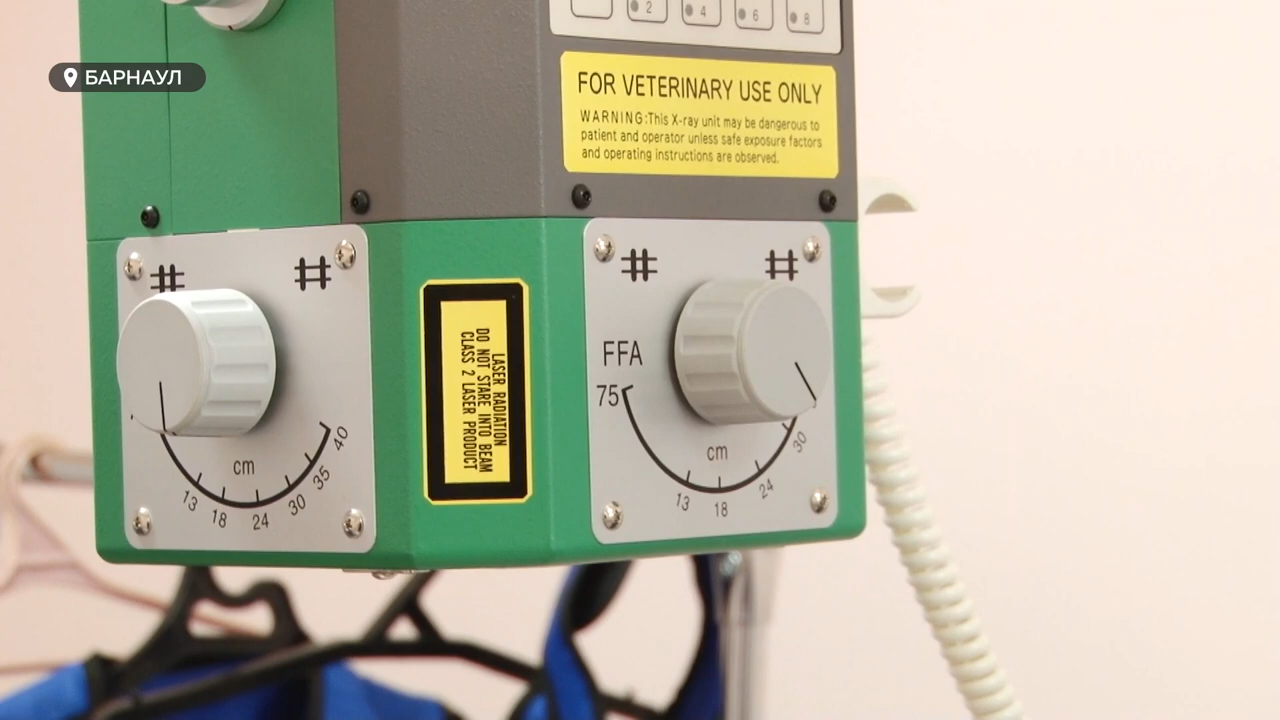 БАРНАУЛ
2 4 6 8
FOR VETERINARY USE ONLY
WARNING:This X-ray unit may be dangerous to
patient and operator unless safe exposure factors
and operating instructions are observed.
cm
13 18 24 30 35 40
LASER RADIATION
DO NOT STARE INTO BEAM
CLASS 2 LASER PRODUCT
FFA
75
cm
13 18 24 30